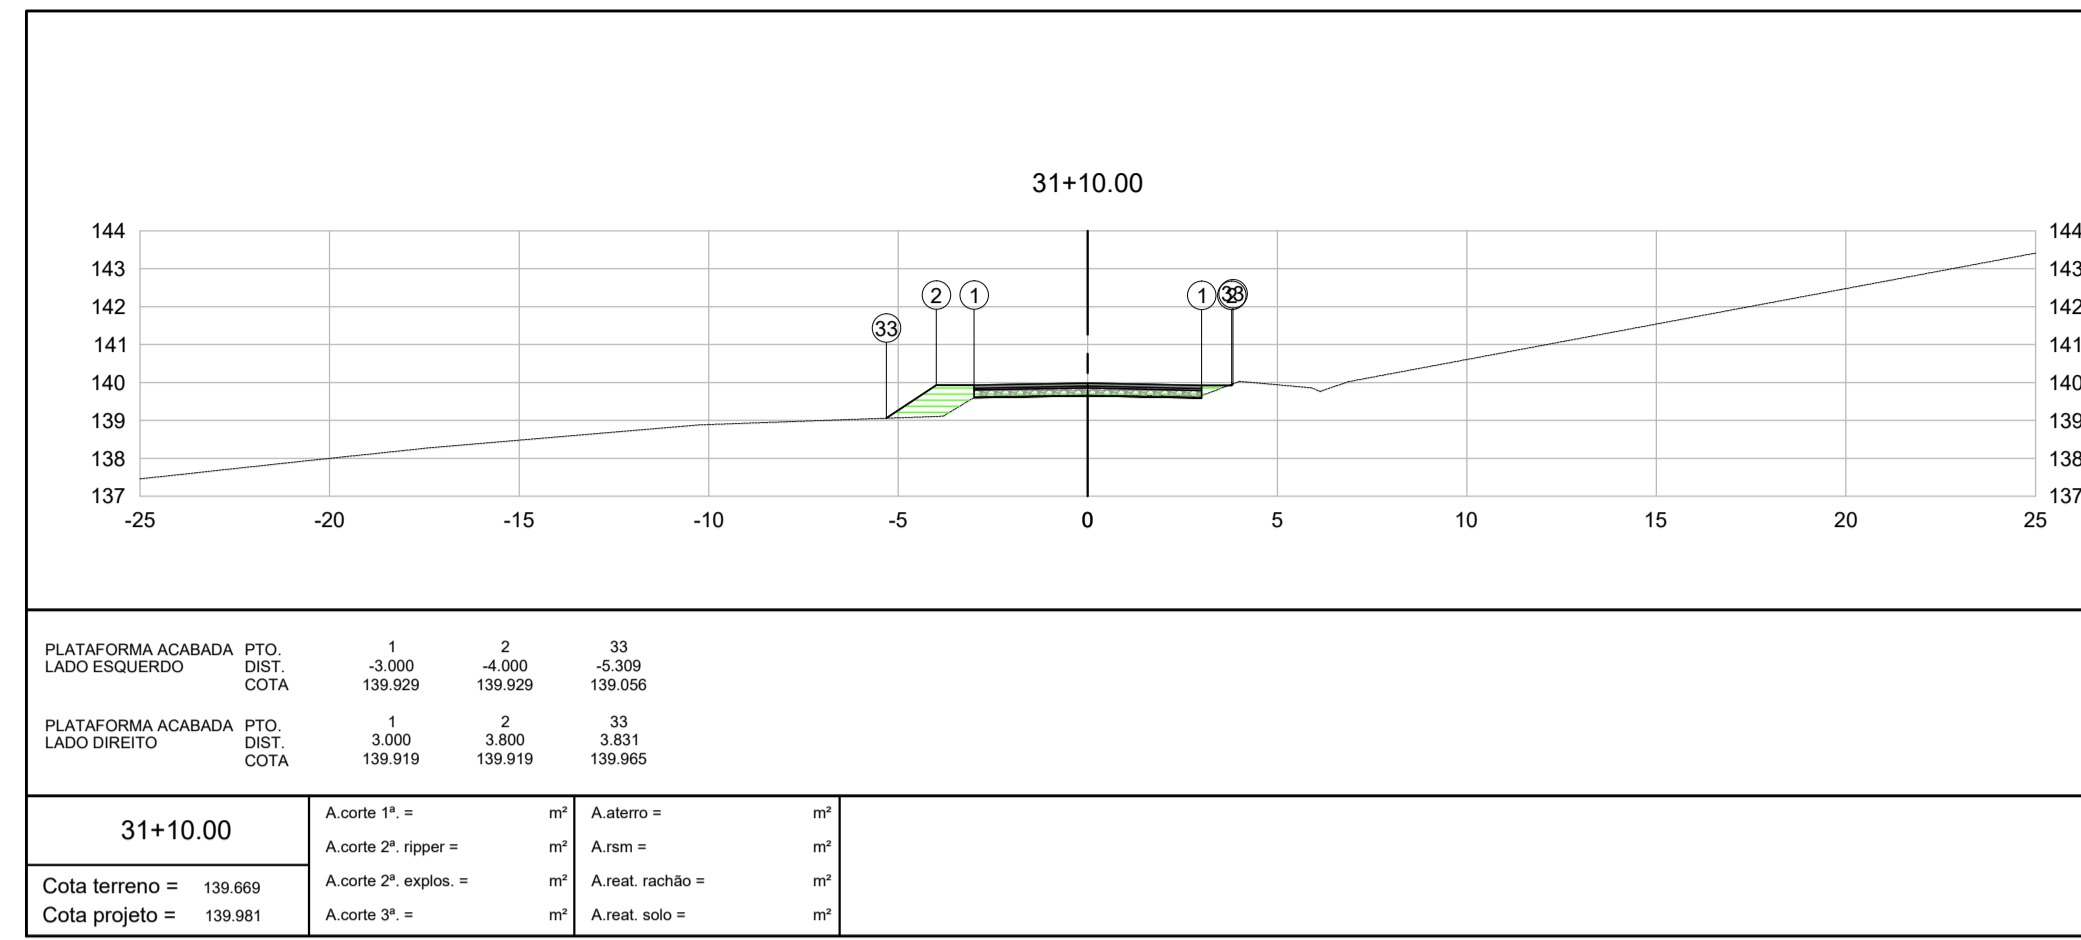 31+10.00
144 144
143 143
2 1 1 33 2
142 142
33
141 141
140 140
139 139
138 138
137 137
-25 -20 -15 -10 -5 0 5 10 15 20 25
PLATAFORMA ACABADA PTO. 1 2 33
LADO ESQUERDO DIST. -3.000 -4.000 -5.309
COTA 139.929 139.929 139.056
PLATAFORMA ACABADA PTO. 1 2 33
LADO DIREITO DIST. 3.000 3.800 3.831
COTA 139.919 139.919 139.965
31+10.00
Cota terreno = 139.669
Cota projeto = 139.981
A.corte 1ª. = m²
A.corte 2ª. ripper = m²
A.corte 2ª. explos. = m²
A.corte 3ª. = m²
A.aterro = m²
A.rsm = m²
A.reat. rachão = m²
A.reat. solo = m²